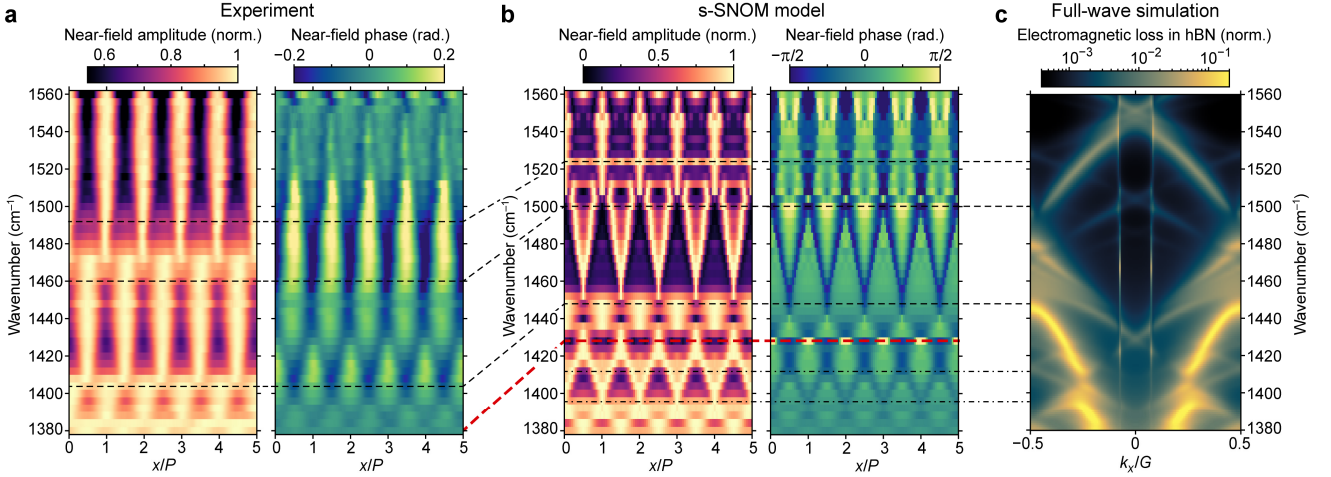 a
Experiment
Near-field amplitude (norm.)
0.6 0.8 1
Near-field phase (rad.)
−0.2 0 0.2
Wavenumber (cm⁻¹)
1560
1540
1520
1500
1480
1460
1440
1420
1400
1380
0 1 2 3 4 5
x/P
0 1 2 3 4 5
x/P
b
s-SNOM model
Near-field amplitude (norm.)
0 0.5 1
Near-field phase (rad.)
−π/2 0 π/2
Wavenumber (cm⁻¹)
1560
1540
1520
1500
1480
1460
1440
1420
1400
1380
0 1 2 3 4 5
x/P
0 1 2 3 4 5
x/P
c
Full-wave simulation
Electromagnetic loss in hBN (norm.)
10⁻³ 10⁻² 10⁻¹
1560
1540
1520
1500
1480
1460
1440
1420
1400
1380
Wavenumber (cm⁻¹)
−0.5 0 0.5
kₓ/G